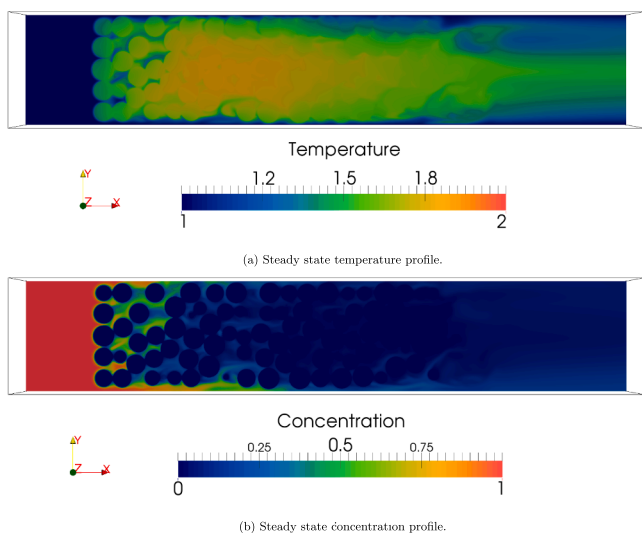 Temperature
1.2 1.5 1.8
1 2
Y
Z X
(a) Steady state temperature profile.
Concentration
0.25 0.5 0.75
0 1
Y
Z X
(b) Steady state concentration profile.